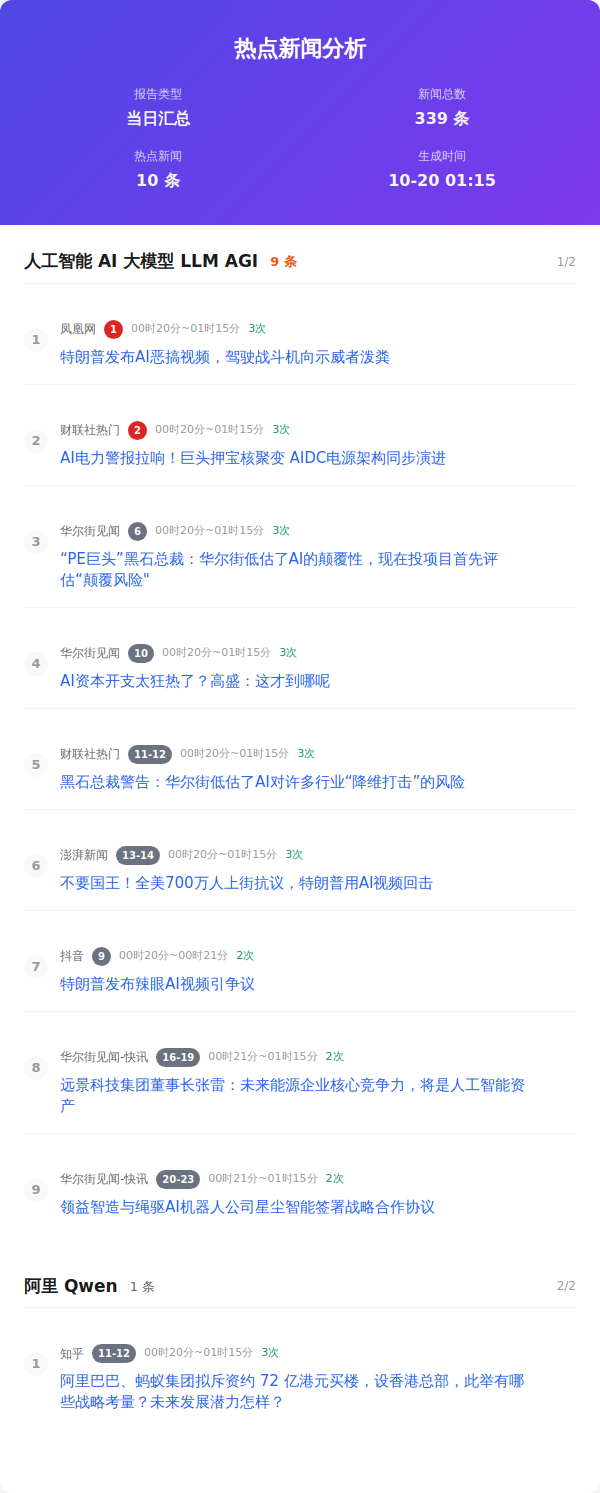 热点新闻分析
报告类型
新闻总数
当日汇总
339 条
热点新闻
生成时间
10 条
10-20 01:15
人工智能 AI 大模型 LLM AGI 9 条 1/2
1 凤凰网 1 00时20分~01时15分 3次
特朗普发布AI恶搞视频，驾驶战斗机向示威者泼粪
2 财联社热门 2 00时20分~01时15分 3次
AI电力警报拉响！巨头押宝核聚变 AIDC电源架构同步演进
3 华尔街见闻 6 00时20分~01时15分 3次
“PE巨头”黑石总裁：华尔街低估了AI的颠覆性，现在投项目首先评
估“颠覆风险"
4 华尔街见闻 10 00时20分~01时15分 3次
AI资本开支太狂热了？高盛：这才到哪呢
5 财联社热门 11-12 00时20分~01时15分 3次
黑石总裁警告：华尔街低估了AI对许多行业“降维打击”的风险
6 澎湃新闻 13-14 00时20分~01时15分 3次
不要国王！全美700万人上街抗议，特朗普用AI视频回击
7 抖音 9 00时20分~00时21分 2次
特朗普发布辣眼AI视频引争议
8 华尔街见闻-快讯 16-19 00时21分~01时15分 2次
远景科技集团董事长张雷：未来能源企业核心竞争力，将是人工智能资
产
9 华尔街见闻-快讯 20-23 00时21分~01时15分 2次
领益智造与绳驱AI机器人公司星尘智能签署战略合作协议
阿里 Qwen 1 条 2/2
1 知乎 11-12 00时20分~01时15分 3次
阿里巴巴、蚂蚁集团拟斥资约 72 亿港元买楼，设香港总部，此举有哪
些战略考量？未来发展潜力怎样？